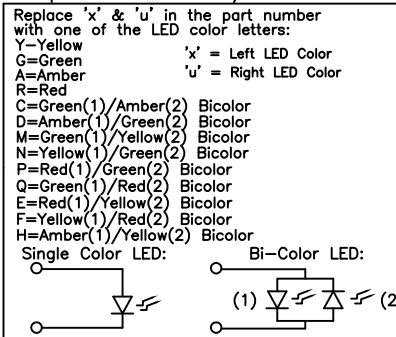 Replace 'x' & 'u' in the part number
with one of the LED color letters:
Y-Yellow
G=Green
A=Amber
R=Red
'x' = Left LED Color
'u' = Right LED Color
C=Green(1)/Amber(2) Bicolor
D=Amber(1)/Green(2) Bicolor
M=Green(1)/Yellow(2) Bicolor
N=Yellow(1)/Green(2) Bicolor
P=Red(1)/Green(2) Bicolor
Q=Green(1)/Red(2) Bicolor
E=Red(1)/Yellow(2) Bicolor
F=Yellow(1)/Red(2) Bicolor
H=Amber(1)/Yellow(2) Bicolor
Single Color LED: Bi-Color LED:
(1) (2